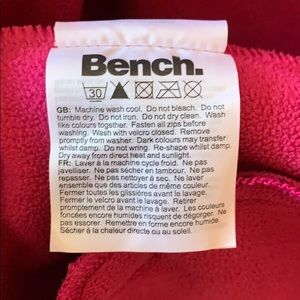 Bench.
30
GB: Machine wash cool. Do not bleach. Do not
tumble dry. Do not iron. Do not dry clean. Wash
like colours together. Fasten all zips before
washing. Wash with velcro closed. Remove
promptly from washer. Dark colours may transfer
whilst damp. Do not wring. Re-shape whilst damp.
Dry away from direct heat and sunlight.
FR: Laver à la machine cycle froid. Ne pas
javelliser. Ne pas sécher en tambour. Ne pas
repasser. Ne pas nettoyer à sec. Laver
ensemble que des articles de même couleur.
Fermer toutes les glissières avant le lavage.
Fermer le velcro avant le lavage. Retirer
promptement de la machine à laver. Les couleurs
foncées encore humides risquent de dégorger. Ne
pas essorer. Remettre en forme encore humide.
Sécher à la chaleur directe ou au soleil.